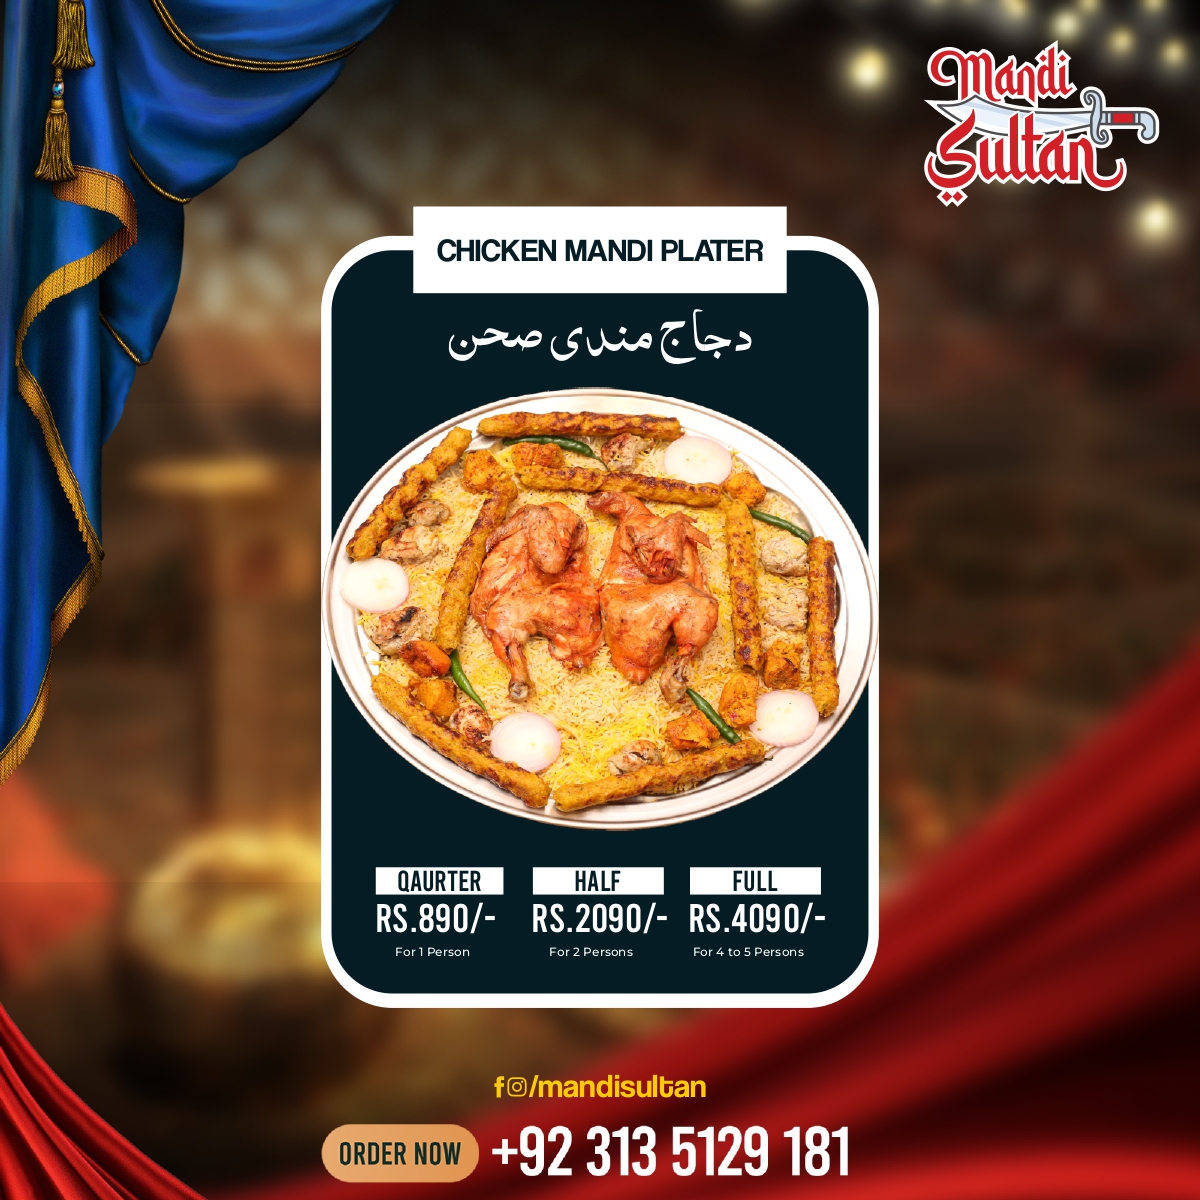 Mandi
Sultan
CHICKEN MANDI PLATER
دجاج مندی صحن
QAURTER
RS.890/-
For 1 Person
HALF
RS.2090/-
For 2 Persons
FULL
RS.4090/-
For 4 to 5 Persons
/mandisultan
ORDER NOW +92 313 5129 181